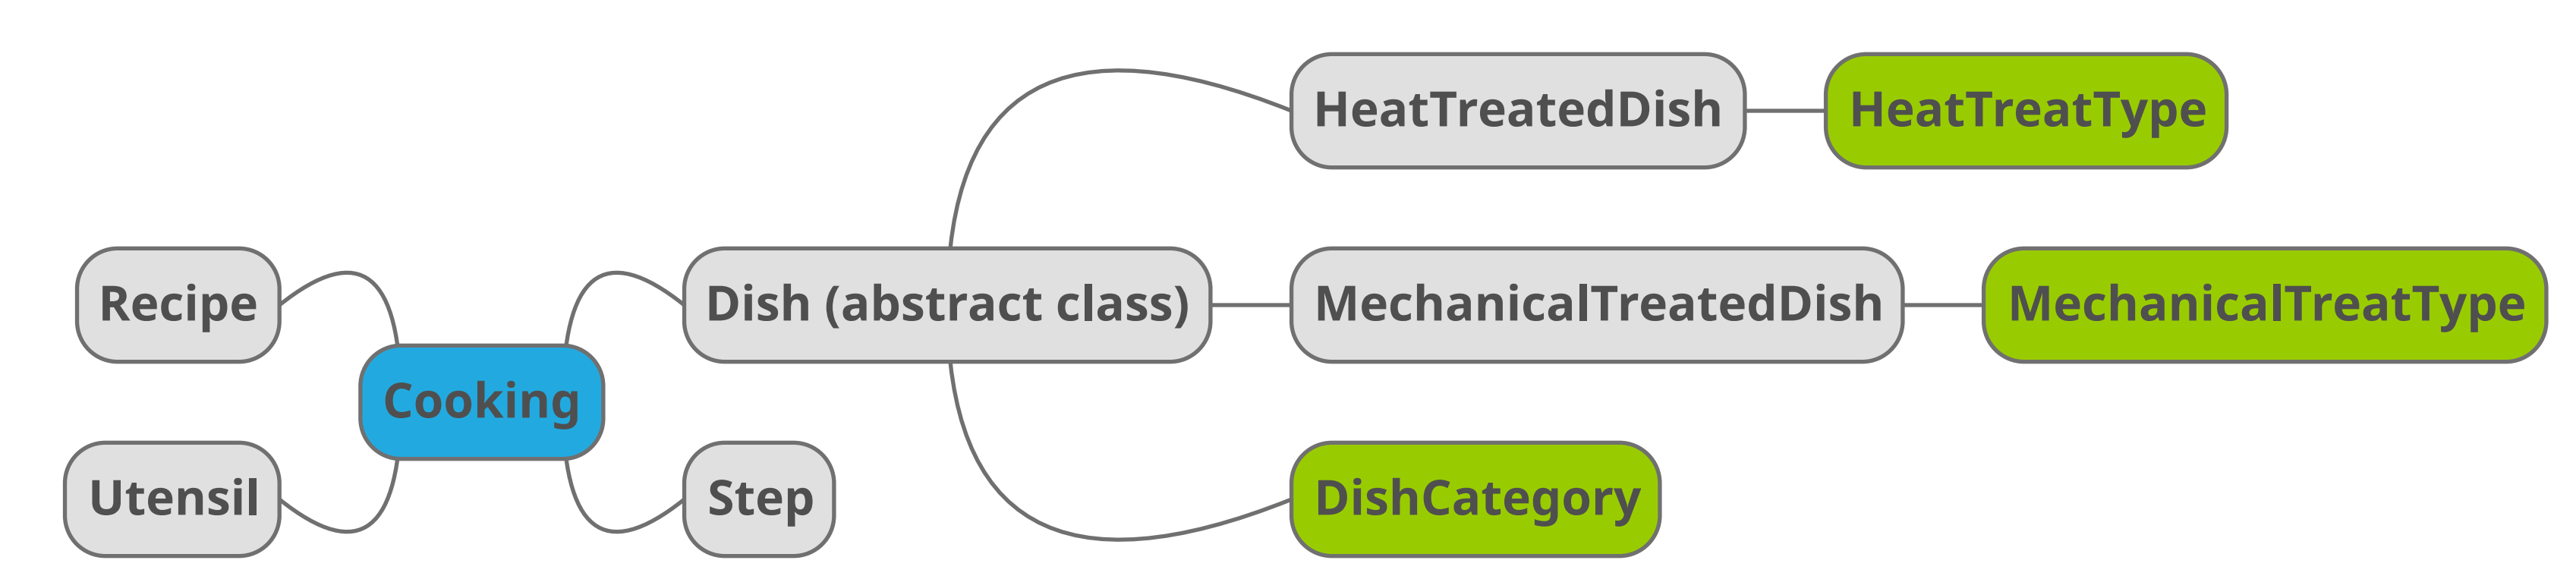 HeatTreatedDish
HeatTreatType
Recipe
Dish (abstract class)
MechanicalTreatedDish
MechanicalTreatType
Cooking
Utensil
Step
DishCategory